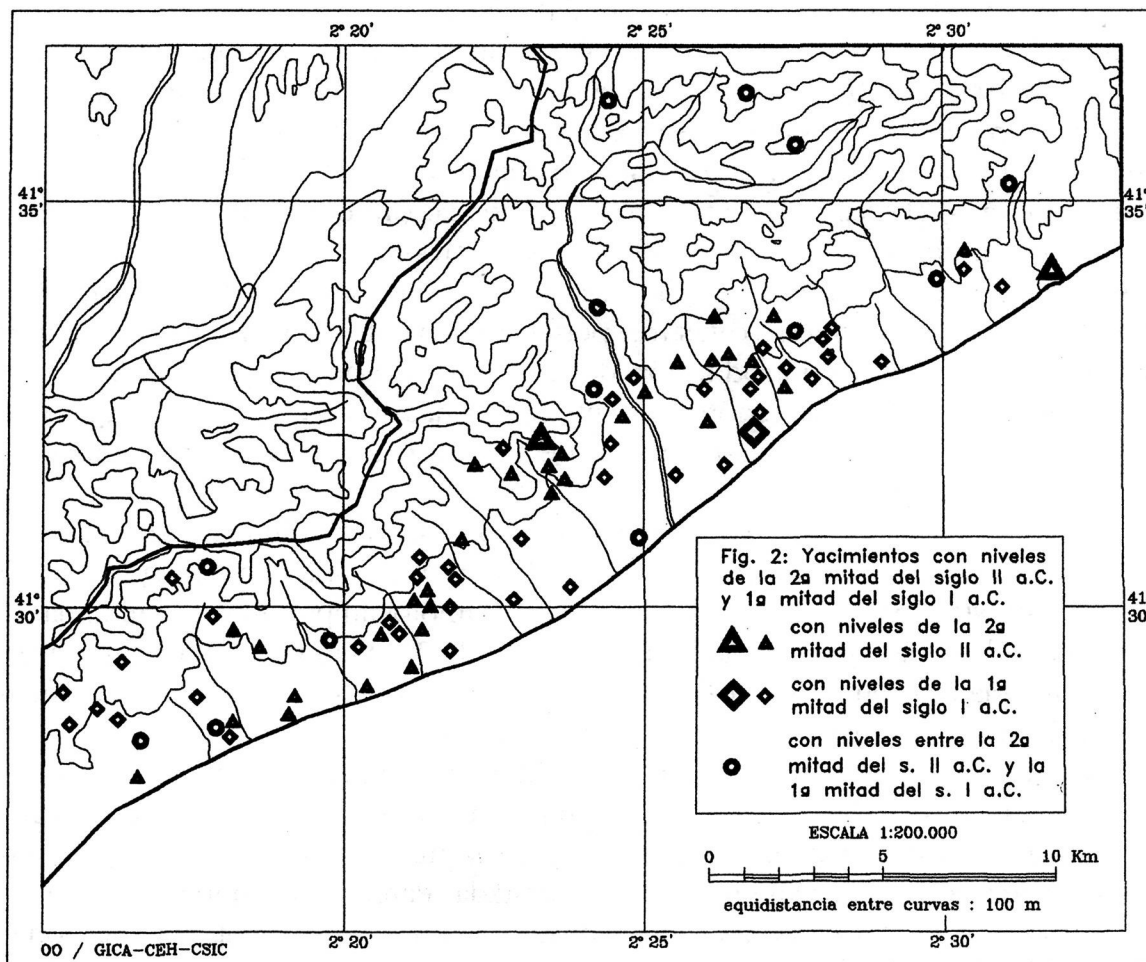 2° 20'
2° 25'
2° 30'
41°
35'
41°
35'
41°
30'
41°
30'
Fig. 2: Yacimientos con niveles
de la 2ª mitad del siglo II a.C.
y 1ª mitad del siglo I a.C.
con niveles de la 2ª
mitad del siglo II a.C.
con niveles de la 1ª
mitad del siglo I a.C.
con niveles entre la 2ª
mitad del s. II a.C. y la
1ª mitad del s. I a.C.
ESCALA 1:200.000
0 5 10 Km
equidistancia entre curvas : 100 m
OO / GICA-CEH-CSIC
2° 20'
2° 25'
2° 30'